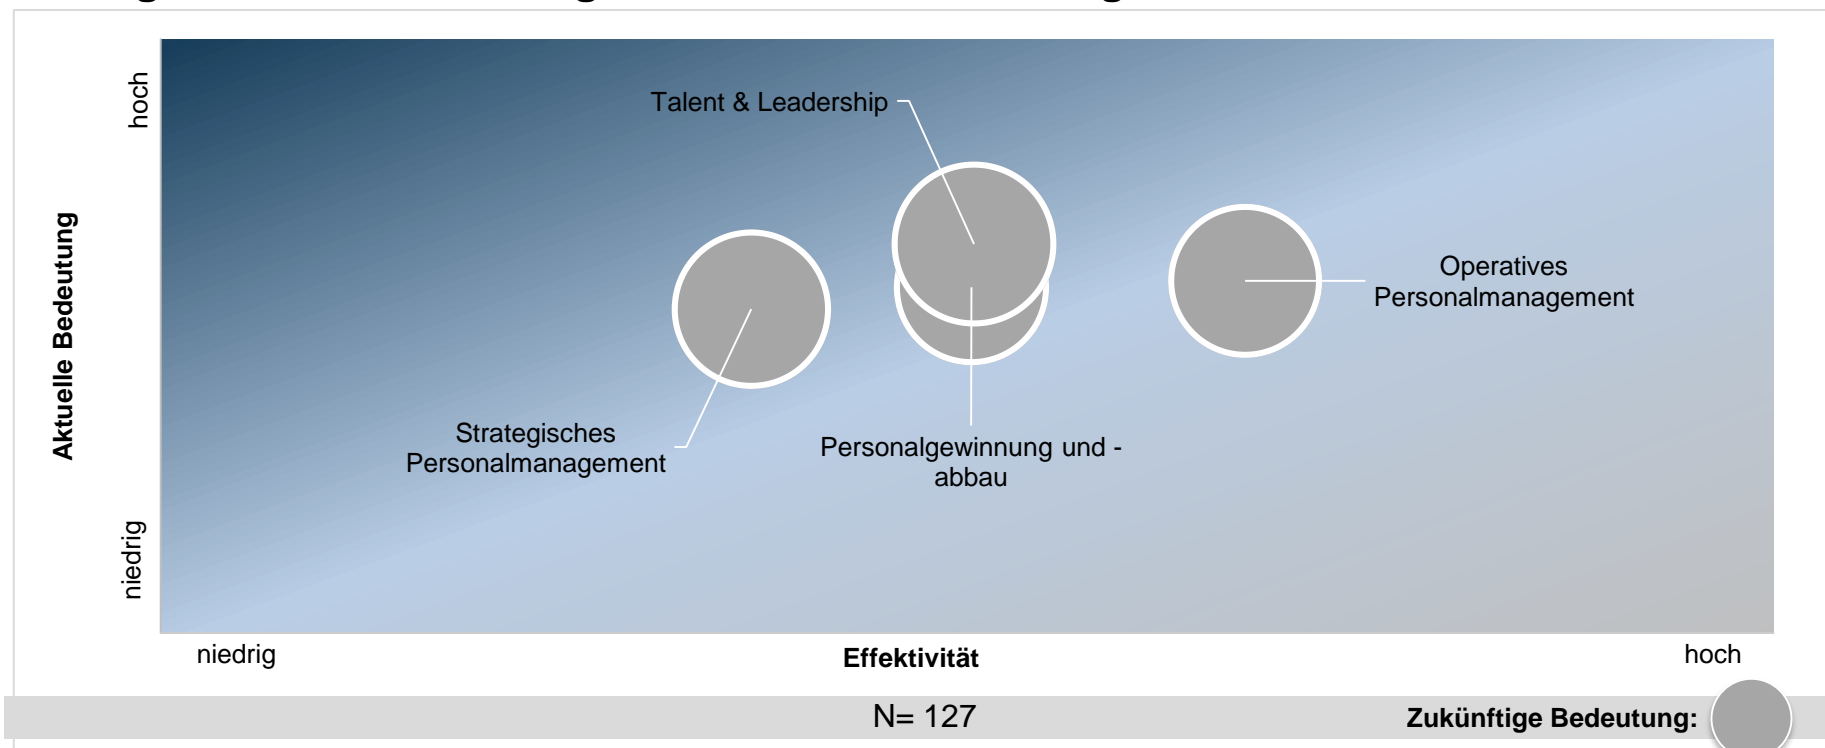 hoch
Talent & Leadership
Aktuelle Bedeutung
Operatives
Personalmanagement
Strategisches
Personalmanagement
Personalgewinnung und -
abbau
niedrig
niedrig
Effektivität
hoch
N= 127
Zukünftige Bedeutung: